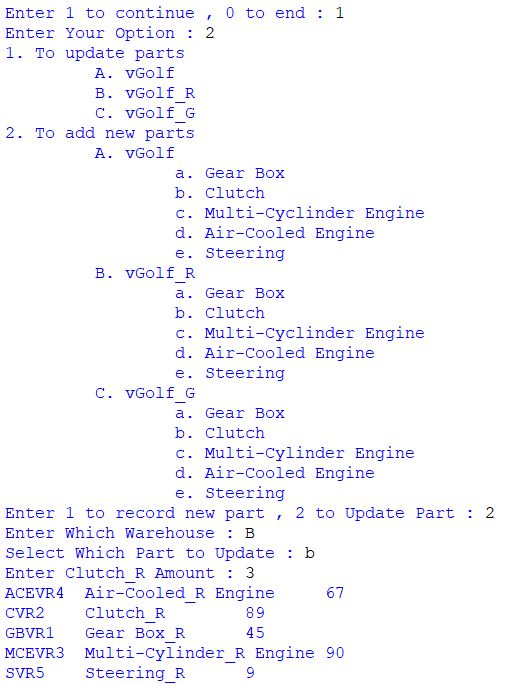 Enter 1 to continue , 0 to end : 1
Enter Your Option : 2
1. To update parts
A. vGolf
B. vGolf_R
C. vGolf_G
2. To add new parts
A. vGolf
a. Gear Box
b. Clutch
c. Multi-Cyclinder Engine
d. Air-Cooled Engine
e. Steering
B. vGolf_R
a. Gear Box
b. Clutch
c. Multi-Cyclinder Engine
d. Air-Cooled Engine
e. Steering
C. vGolf_G
a. Gear Box
b. Clutch
c. Multi-Cylinder Engine
d. Air-Cooled Engine
e. Steering
Enter 1 to record new part , 2 to Update Part : 2
Enter Which Warehouse : B
Select Which Part to Update : b
Enter Clutch_R Amount : 3
ACEVR4 Air-Cooled_R Engine 67
CVR2 Clutch_R 89
GBVR1 Gear Box_R 45
MCEVR3 Multi-Cylinder_R Engine 90
SVR5 Steering_R 9